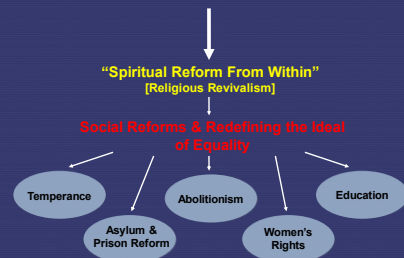 “Spiritual Reform From Within”
[Religious Revivalism]
Social Reforms & Redefining the Ideal
of Equality
Temperance
Asylum &
Prison Reform
Abolitionism
Women’s
Rights
Education